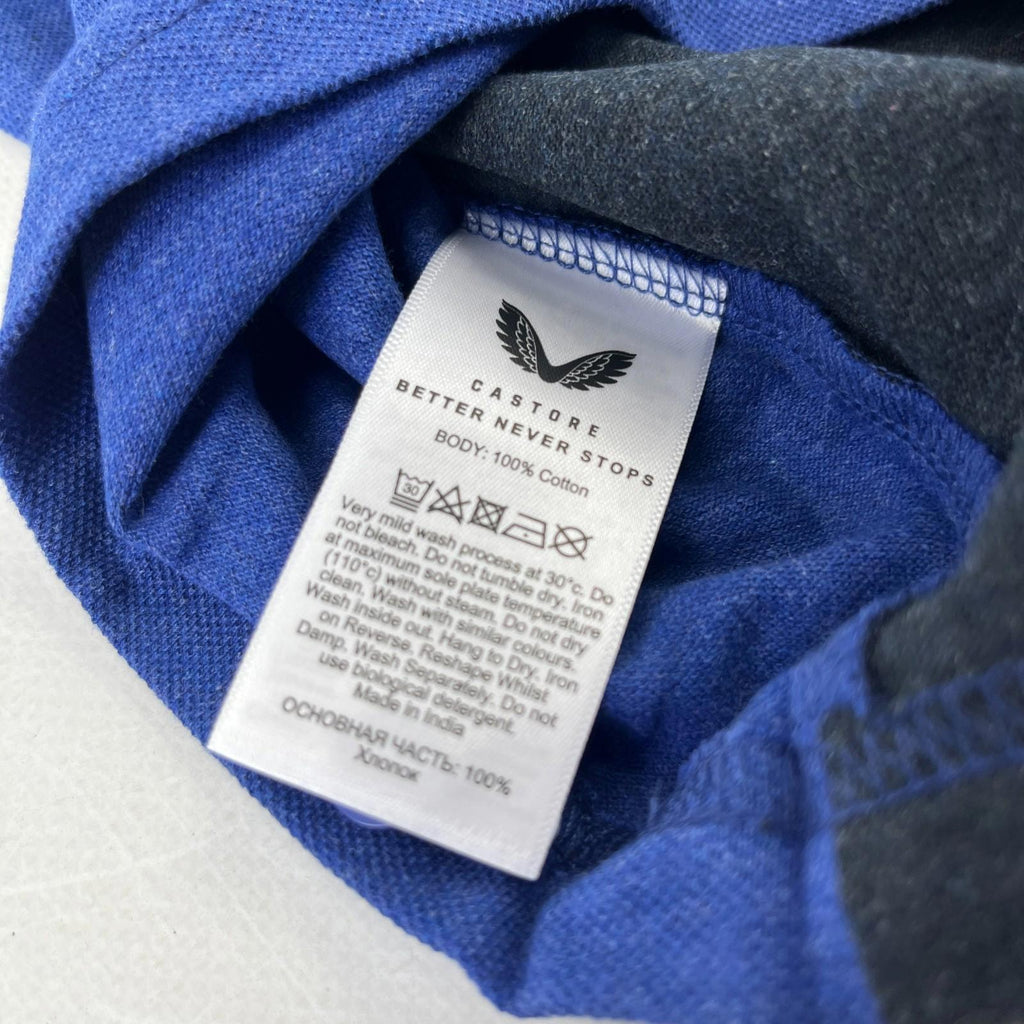 CASTORE
BETTER NEVER STOPS
BODY: 100% Cotton
30
Very mild wash process at 30°c. Do
not bleach. Do not tumble dry. Iron
at maximum sole plate temperature
(110°c) without steam. Do not dry
clean. Wash with similar colours.
Wash inside out. Hang to Dry. Iron
on Reverse. Reshape Whilst
Damp. Wash Separately. Do not
use biological detergent.
Made in India
ОСНОВНАЯ ЧАСТЬ: 100%
Хлопок